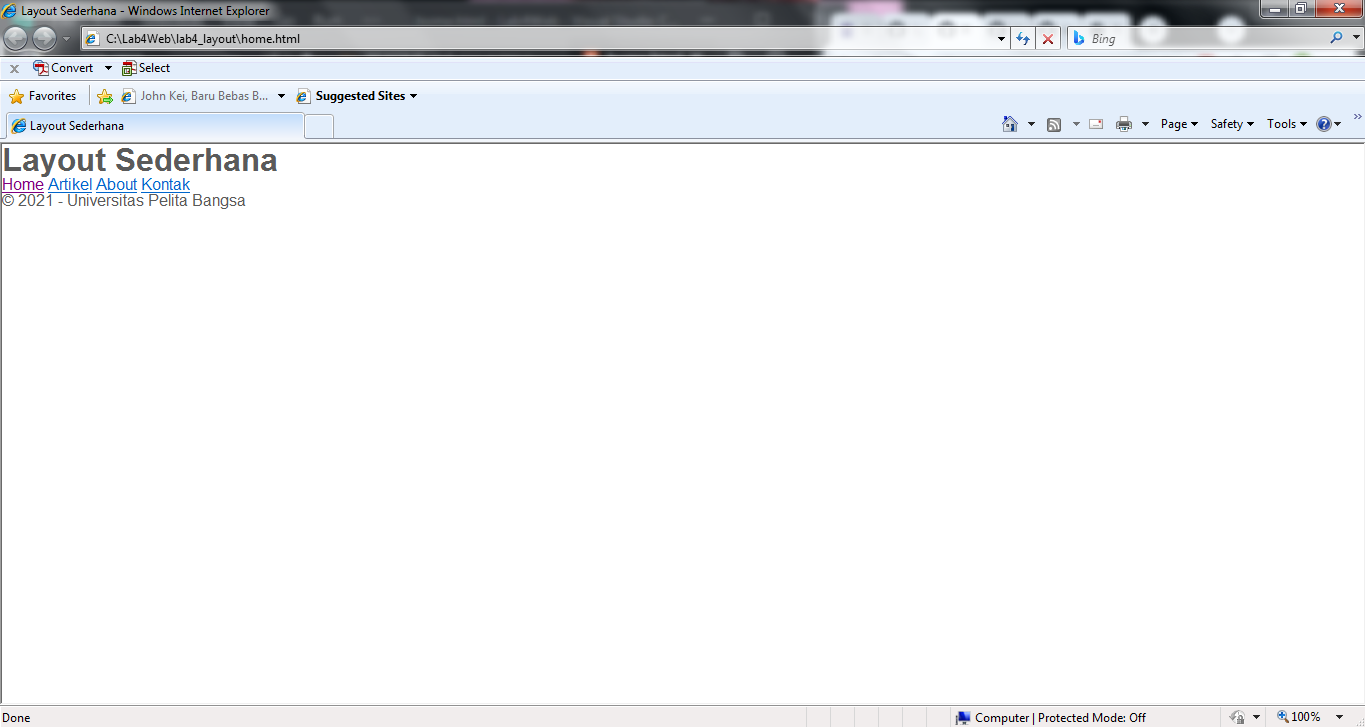 Layout Sederhana - Windows Internet Explorer
C:\Lab4Web\lab4_layout\home.html
Bing
x Convert Select
Favorites John Kei, Baru Bebas B... Suggested Sites
Layout Sederhana
Page Safety Tools »
Layout Sederhana
Home Artikel About Kontak
© 2021 - Universitas Pelita Bangsa
Done
Computer | Protected Mode: Off
100%